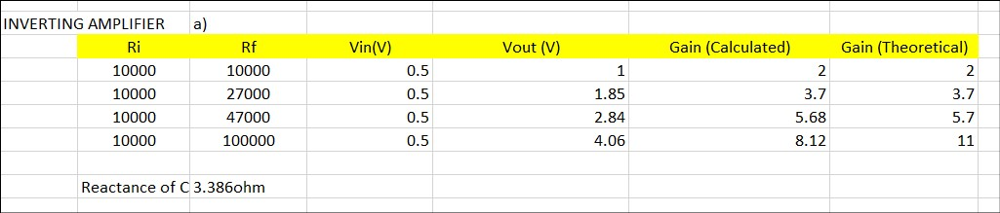 INVERTING AMPLIFIER a)
Ri Rf Vin(V) Vout (V) Gain (Calculated) Gain (Theoretical)
10000 10000 0.5 1 2 2
10000 27000 0.5 1.85 3.7 3.7
10000 47000 0.5 2.84 5.68 5.7
10000 100000 0.5 4.06 8.12 11
Reactance of C 3.386ohm